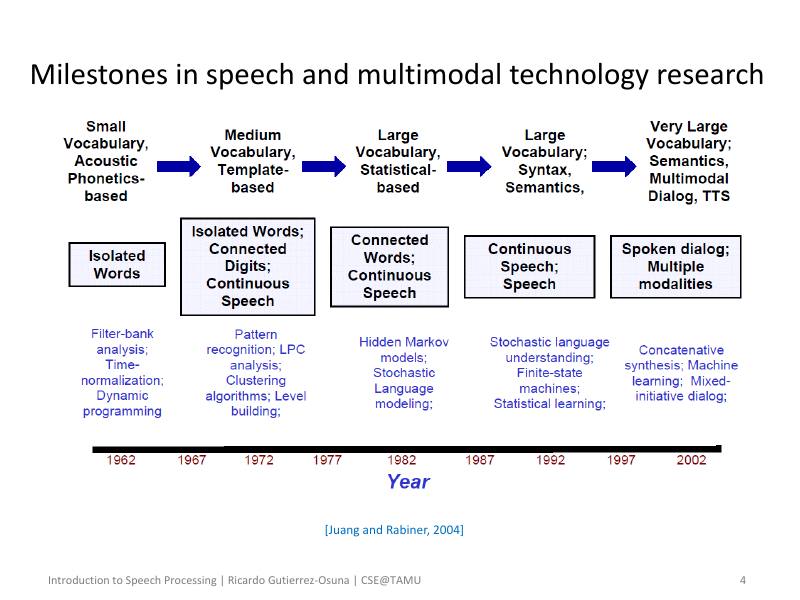 Milestones in speech and multimodal technology research
Small
Vocabulary,
Acoustic
Phonetics-
based
Medium
Vocabulary,
Template-
based
Large
Vocabulary,
Statistical-
based
Large
Vocabulary;
Syntax,
Semantics,
Very Large
Vocabulary;
Semantics,
Multimodal
Dialog, TTS
Isolated
Words
Isolated Words;
Connected
Digits;
Continuous
Speech
Connected
Words;
Continuous
Speech
Continuous
Speech;
Speech
Spoken dialog;
Multiple
modalities
Filter-bank
analysis;
Time-
normalization;
Dynamic
programming
Pattern
recognition; LPC
analysis;
Clustering
algorithms; Level
building;
Hidden Markov
models;
Stochastic
Language
modeling;
Stochastic language
understanding;
Finite-state
machines;
Statistical learning;
Concatenative
synthesis; Machine
learning; Mixed-
initiative dialog;
1962 1967 1972 1977 1982 1987 1992 1997 2002
Year
[Juang and Rabiner, 2004]
Introduction to Speech Processing | Ricardo Gutierrez-Osuna | CSE@TAMU 4